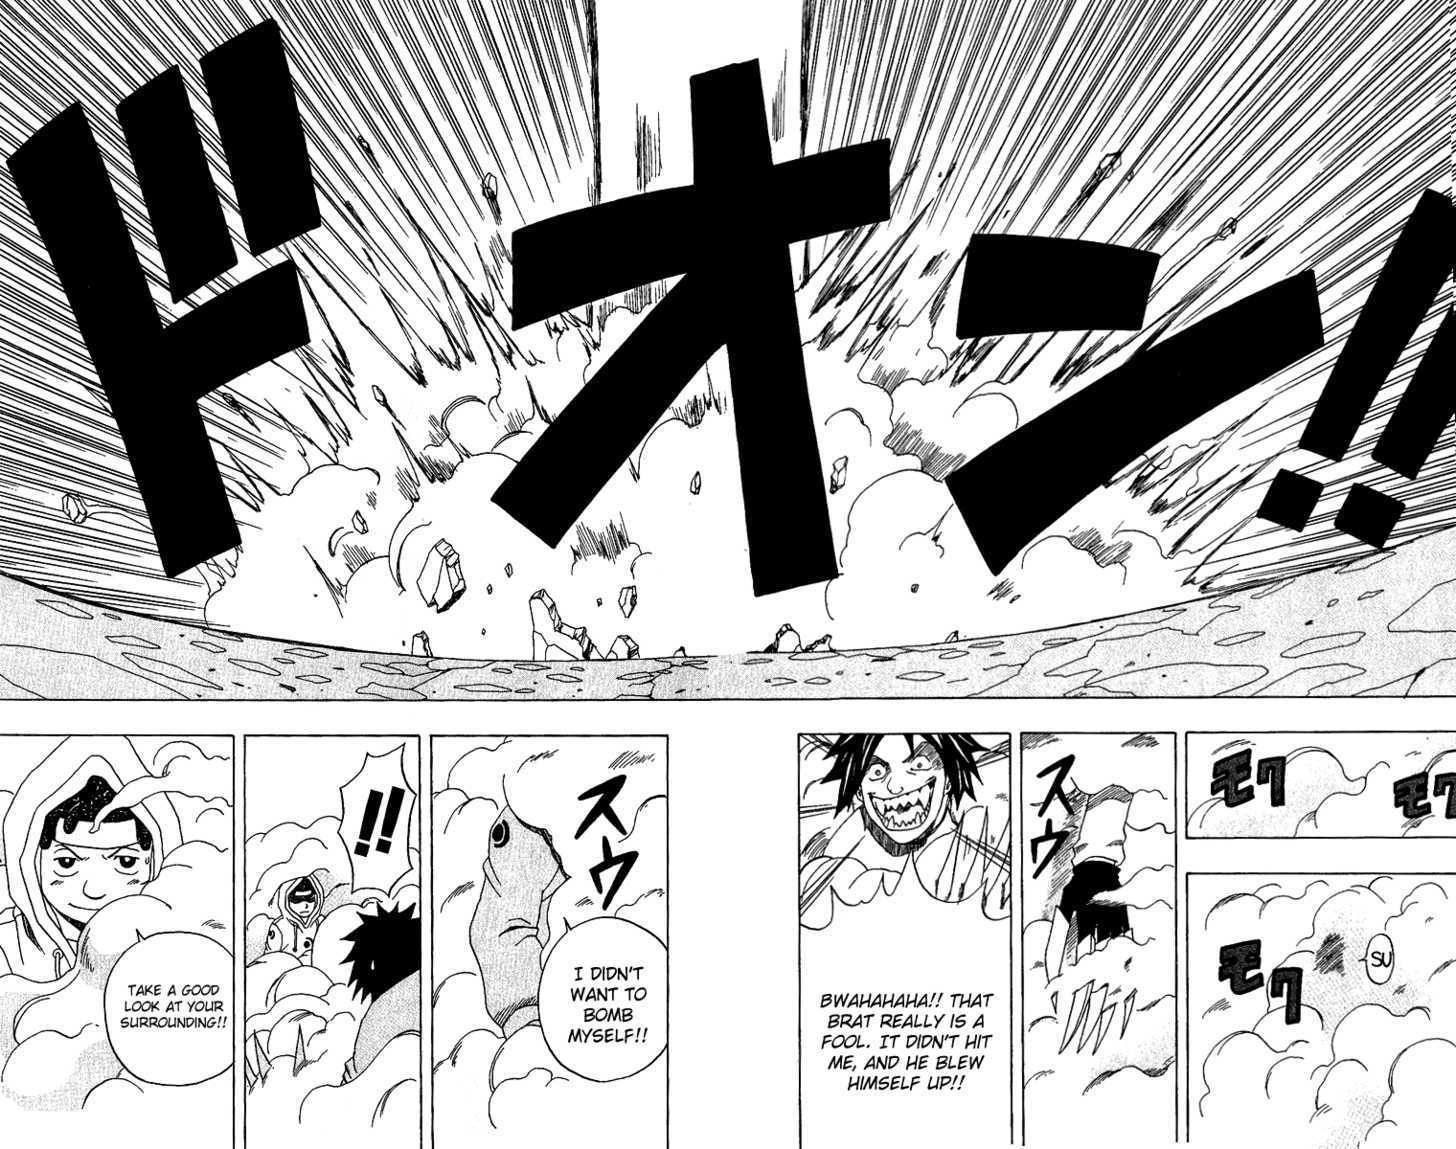 ドオン!!
モク
モク
モク
SU
スウ
BWAHAHAHA!! THAT
BRAT REALLY IS A
FOOL. IT DIDN'T HIT
ME, AND HE BLEW
HIMSELF UP!!
スウ
I DIDN'T
WANT TO
BOMB
MYSELF!!
!!
TAKE A GOOD
LOOK AT YOUR
SURROUNDING!!